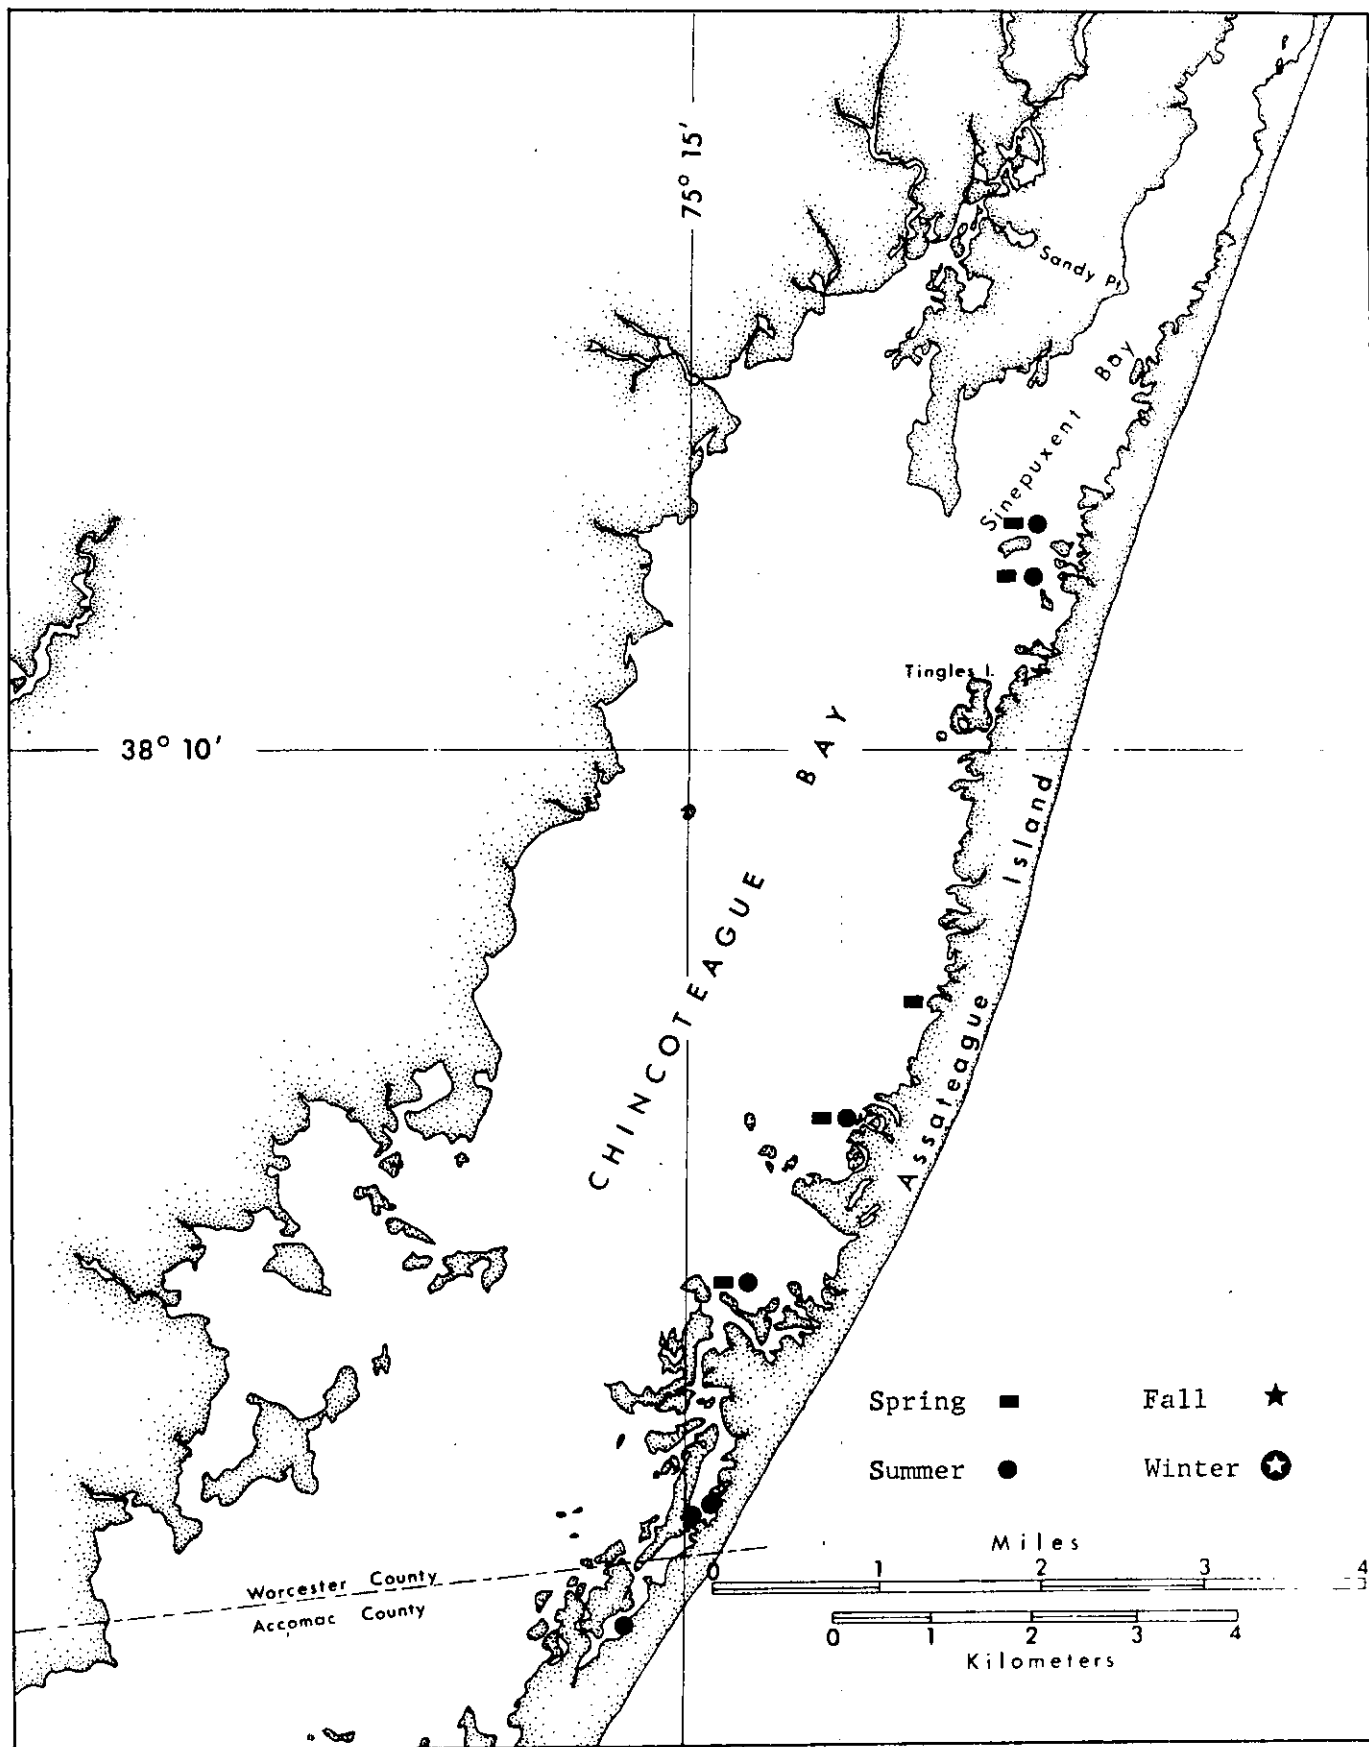 75° 15'
Sandy Pt.
Sinepuxent Bay
Tingles I.
38° 10'
CHINCOTEAGUE BAY
Assateague Island
Spring
Fall
Summer
Winter
Miles
0 1 2 3 4
Worcester County
Accomac County
0 1 2 3 4
Kilometers